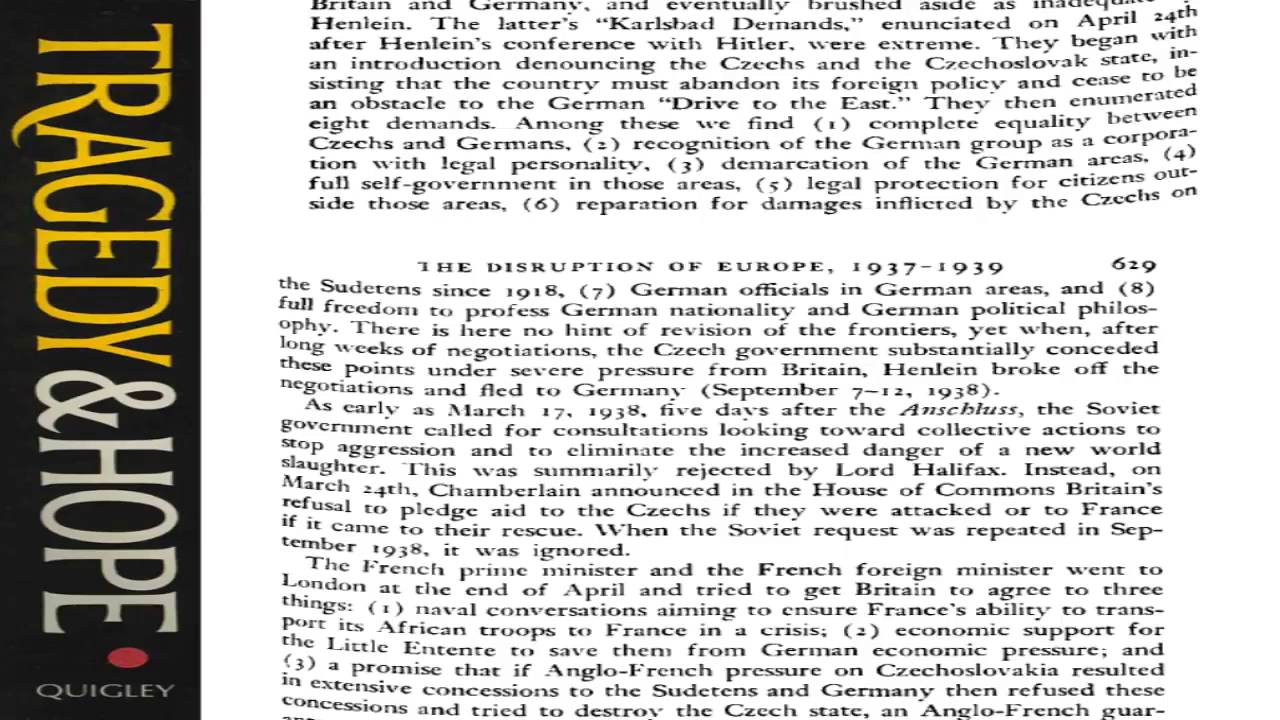 TRAGEDY & HOPE
QUIGLEY
Britain and Germany, and eventually brushed aside as
Henlein. The latter's "Karlsbad Demands," enunciated on April 24th
after Henlein's conference with Hitler, were extreme. They began with
an introduction denouncing the Czechs and the Czechoslovak state, in-
sisting that the country must abandon its foreign policy and cease to be
an obstacle to the German "Drive to the East." They then enumerated
eight demands. Among these we find (1) complete equality between
Czechs and Germans, (2) recognition of the German group as a corpora-
tion with legal personality, (3) demarcation of the German areas, (4)
full self-government in those areas, (5) legal protection for citizens out-
side those areas, (6) reparation for damages inflicted by the Czechs on
THE DISRUPTION OF EUROPE, 1937-1939 629
the Sudetens since 1918, (7) German officials in German areas, and (8)
full freedom to profess German nationality and German political philos-
ophy. There is here no hint of revision of the frontiers, yet when, after
long weeks of negotiations, the Czech government substantially conceded
these points under severe pressure from Britain, Henlein broke off the
negotiations and fled to Germany (September 7-12, 1938).
As early as March 17, 1938, five days after the Anschluss, the Soviet
government called for consultations looking toward collective actions to
stop aggression and to eliminate the increased danger of a new world
slaughter. This was summarily rejected by Lord Halifax. Instead, on
March 24th, Chamberlain announced in the House of Commons Britain's
refusal to pledge aid to the Czechs if they were attacked or to France
if it came to their rescue. When the Soviet request was repeated in Sep-
tember 1938, it was ignored.
The French prime minister and the French foreign minister went to
London at the end of April and tried to get Britain to agree to three
things: (1) naval conversations aiming to ensure France's ability to trans-
port its African troops to France in a crisis; (2) economic support for
the Little Entente to save them from German economic pressure; and
(3) a promise that if Anglo-French pressure on Czechoslovakia resulted
in extensive concessions to the Sudetens and Germany then refused these
concessions and tried to destroy the Czech state, an Anglo-French guar-